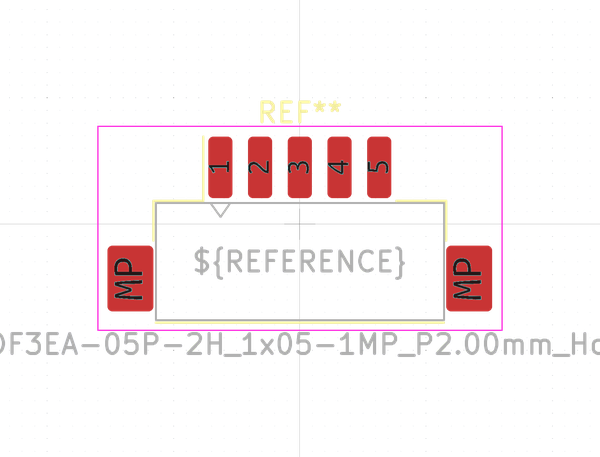 REF**
1 2 3 4 5
${REFERENCE}
MP MP
DF3EA-05P-2H_1x05-1MP_P2.00mm_Ho